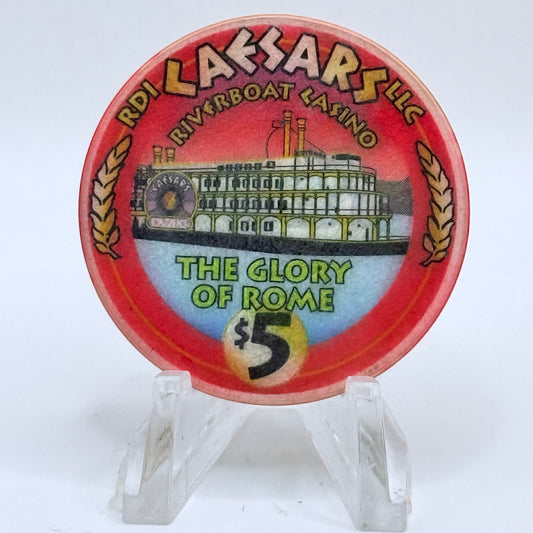 RDI CAESARS LLC
RIVERBOAT CASINO
CAESARS
THE GLORY
OF ROME
$5